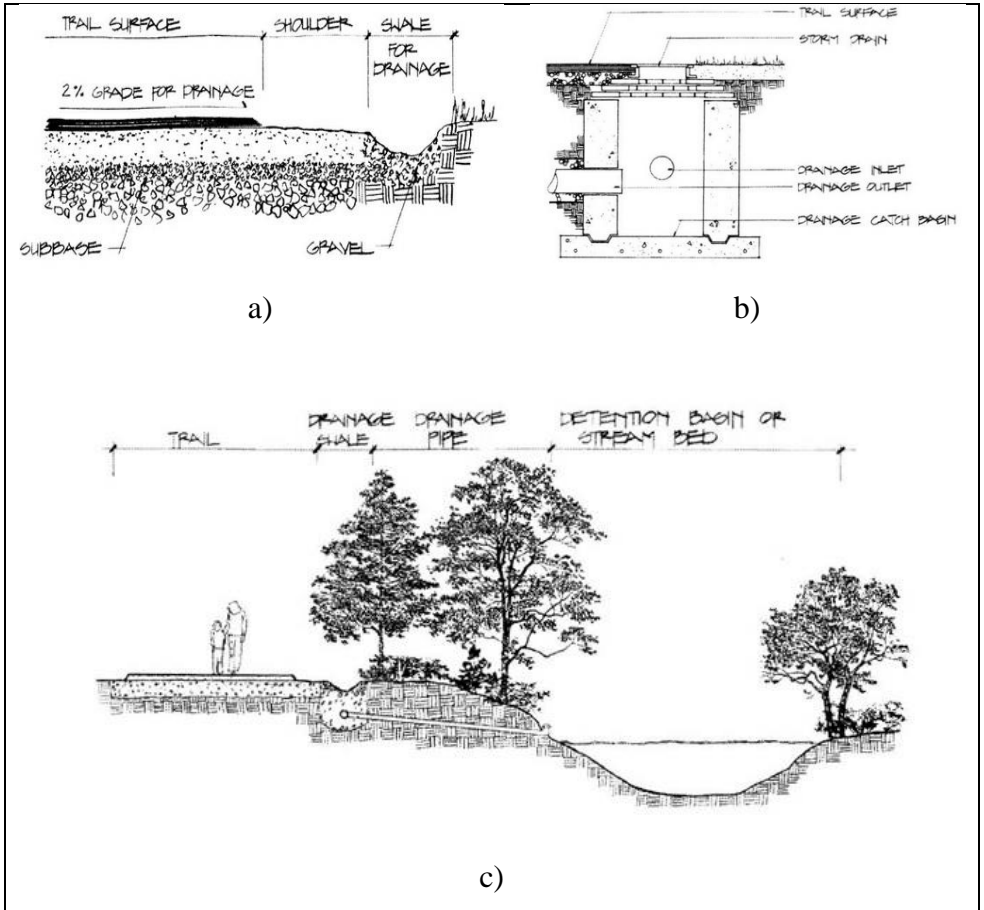 TRAIL SURFACE
SHOULDER
SWALE
FOR
DRAINAGE
2% GRADE FOR DRAINAGE
SUBBASE
GRAVEL
a)
TRAIL SURFACE
STORM DRAIN
DRAINAGE INLET
DRAINAGE OUTLET
DRAINAGE CATCH BASIN
b)
TRAIL
DRAINAGE
SWALE
DRAINAGE
PIPE
DETENTION BASIN OR
STREAM BED
c)